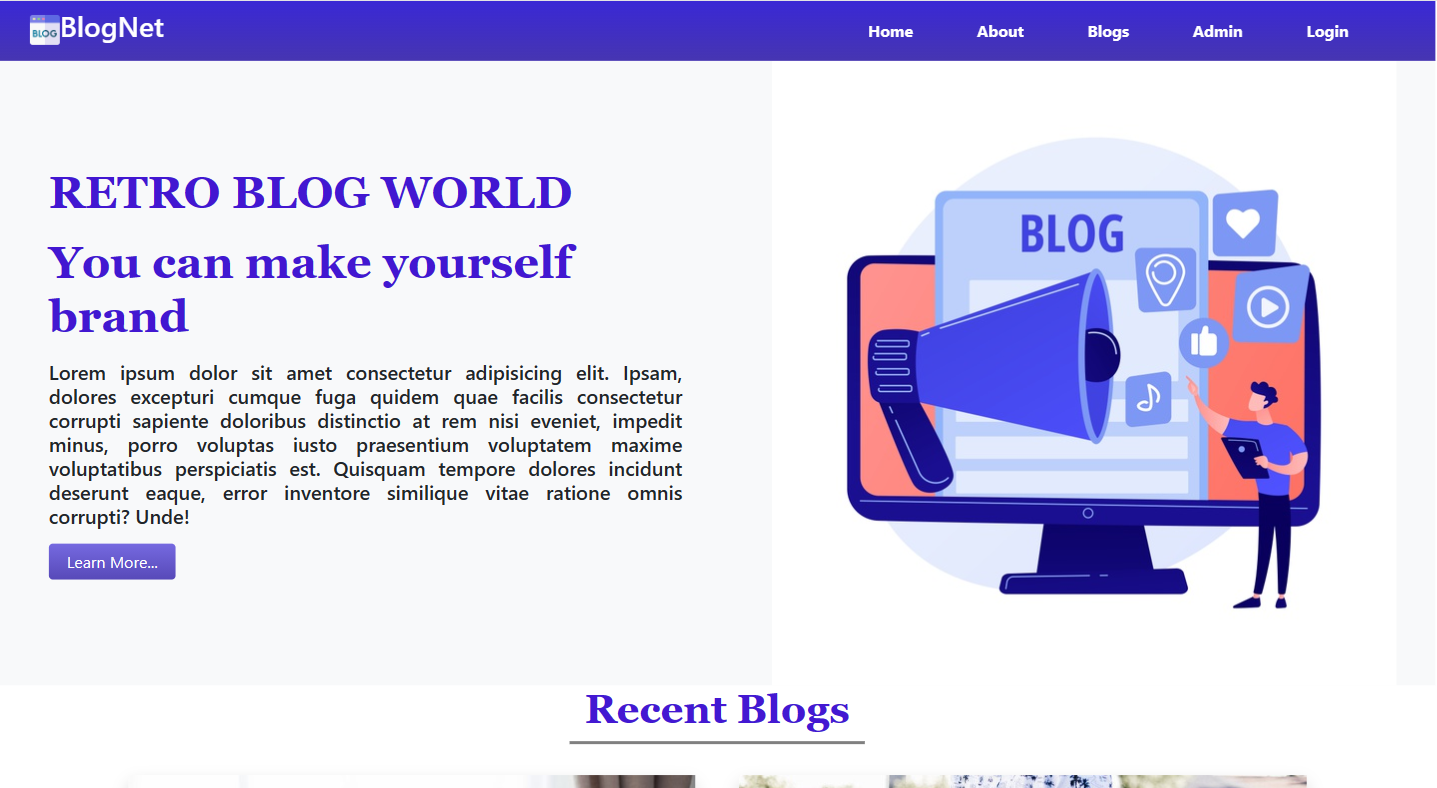 BLOG
BlogNet
Home
About
Blogs
Admin
Login
RETRO BLOG WORLD
You can make yourself
brand
Lorem ipsum dolor sit amet consectetur adipisicing elit. Ipsam,
dolores excepturi cumque fuga quidem quae facilis consectetur
corrupti sapiente doloribus distinctio at rem nisi eveniet, impedit
minus, porro voluptas iusto praesentium voluptatem maxime
voluptatibus perspiciatis est. Quisquam tempore dolores incidunt
deserunt eaque, error inventore similique vitae ratione omnis
corrupti? Unde!
Learn More...
BLOG
Recent Blogs